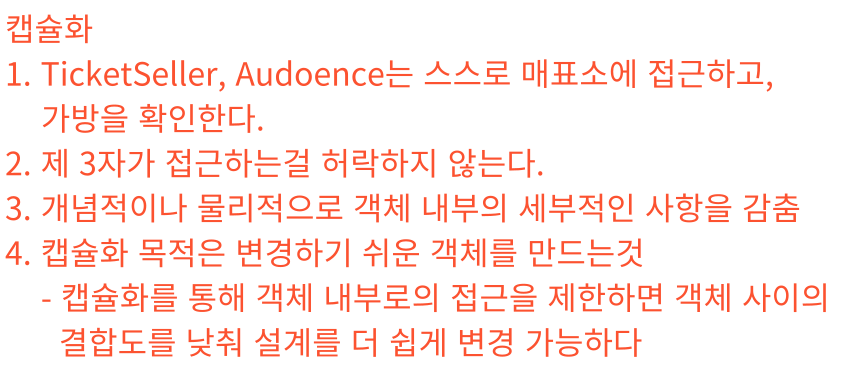 캡슐화
1. TicketSeller, Audoence는 스스로 매표소에 접근하고,
가방을 확인한다.
2. 제 3자가 접근하는걸 허락하지 않는다.
3. 개념적이나 물리적으로 객체 내부의 세부적인 사항을 감춤
4. 캡슐화 목적은 변경하기 쉬운 객체를 만드는것
- 캡슐화를 통해 객체 내부로의 접근을 제한하면 객체 사이의
결합도를 낮춰 설계를 더 쉽게 변경 가능하다